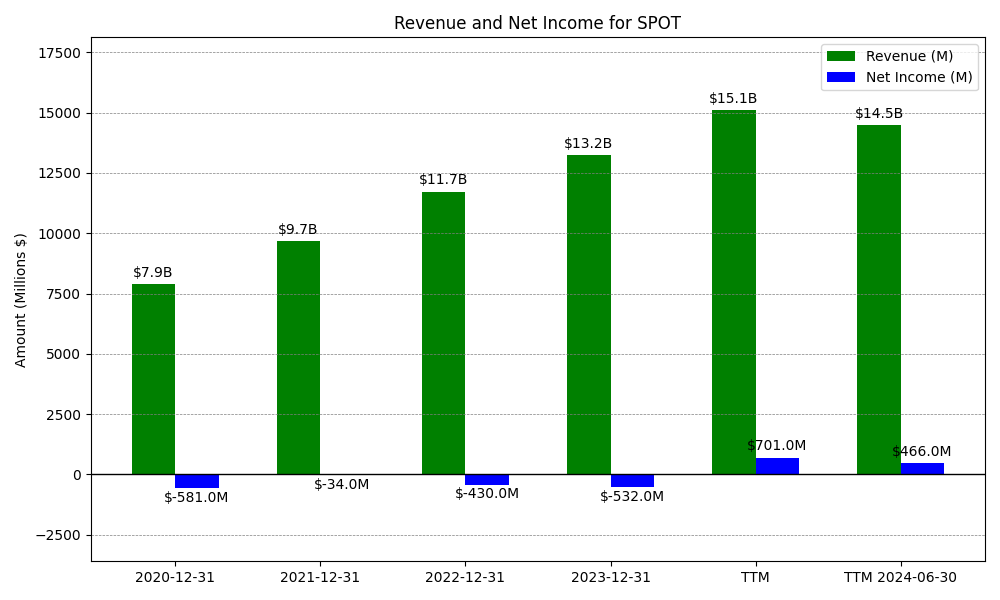 Revenue and Net Income for SPOT
Revenue (M)
Net Income (M)
Amount (Millions $)
17500
15000
12500
10000
7500
5000
2500
0
−2500
$7.9B
$9.7B
$11.7B
$13.2B
$15.1B
$14.5B
$-581.0M
$-34.0M
$-430.0M
$-532.0M
$701.0M
$466.0M
2020-12-31
2021-12-31
2022-12-31
2023-12-31
TTM
TTM 2024-06-30